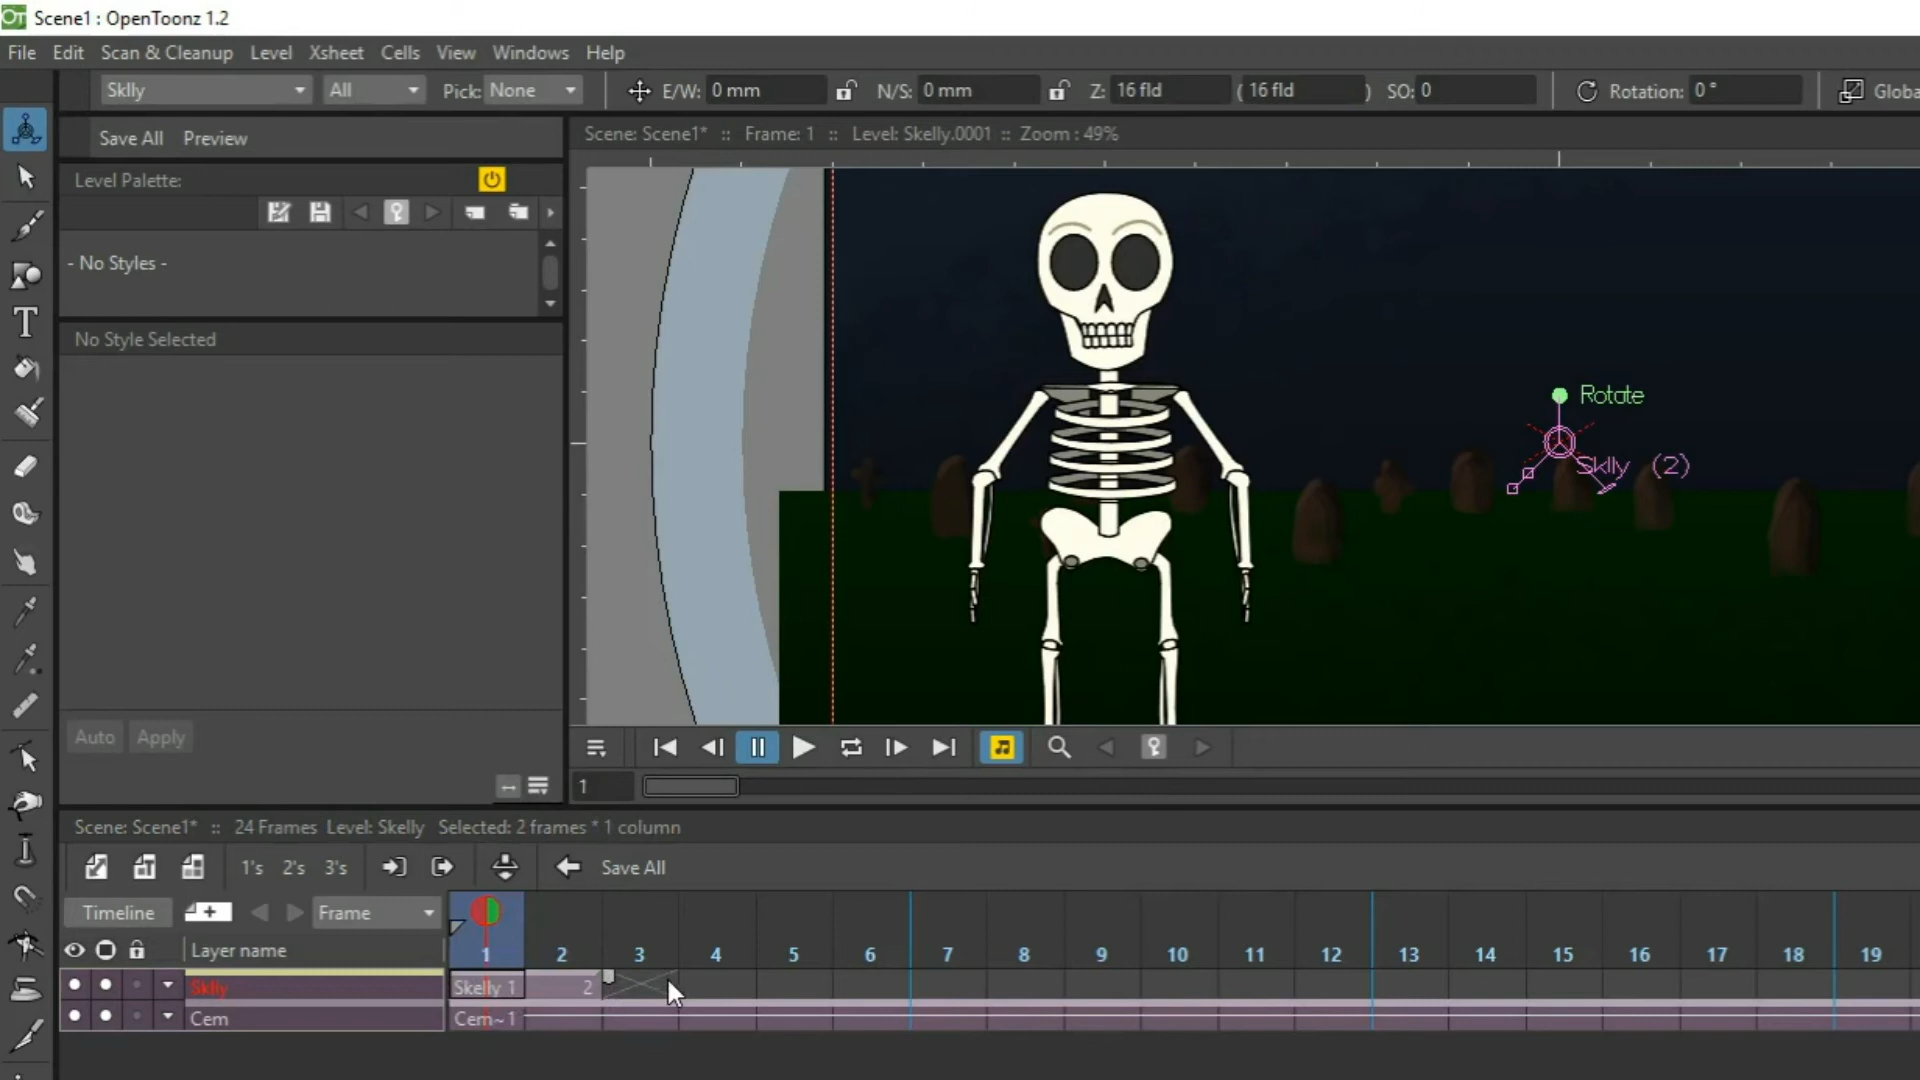 Scene1 : OpenToonz 1.2
File Edit Scan & Cleanup Level Xsheet Cells View Windows Help
Sklly All Pick: None E/W: 0 mm N/S: 0 mm Z: 16 fld ( 16 fld ) SO: 0 Rotation: 0 ° Globa
Save All Preview
Scene: Scene1* :: Frame: 1 :: Level: Skelly.0001 :: Zoom : 49%
Level Palette:
- No Styles -
No Style Selected
Rotate
Sklly (2)
Auto Apply
1
Scene: Scene1* :: 24 Frames Level: Skelly Selected: 2 frames * 1 column
1's 2's 3's Save All
Timeline Frame
Layer name 1 2 3 4 5 6 7 8 9 10 11 12 13 14 15 16 17 18 19
Sklly Skelly 1 2
Cem Cem~1